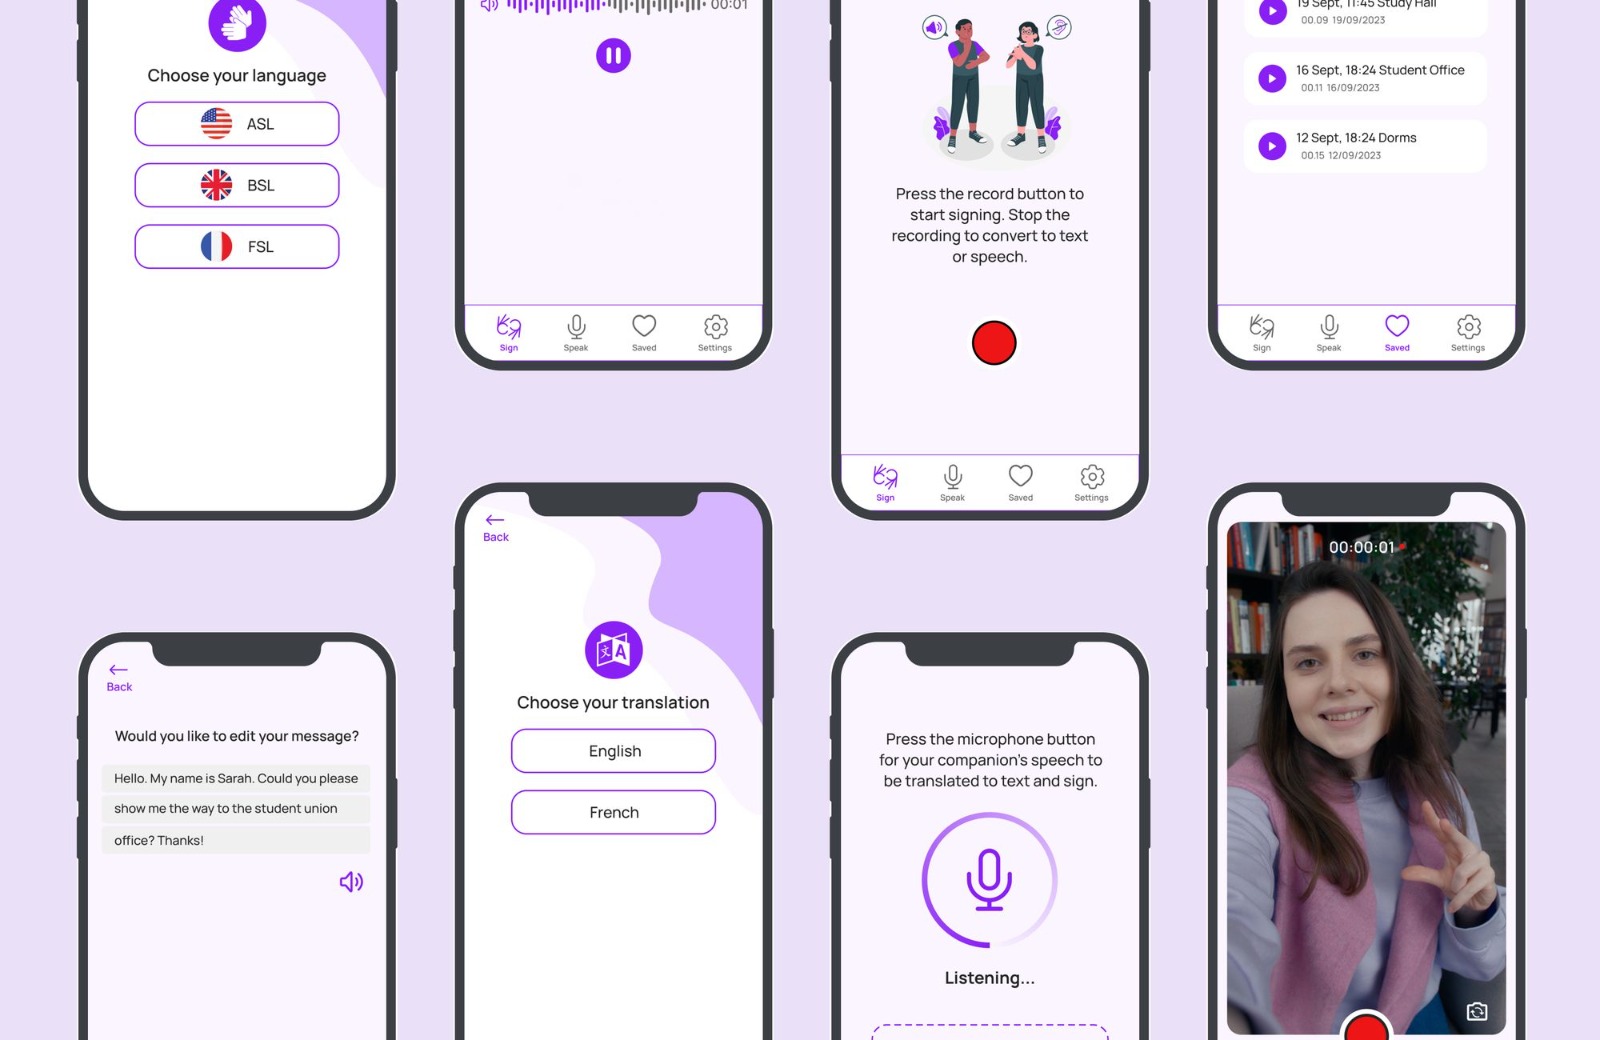 Choose your language
ASL
BSL
FSL
00:01
Sign
Speak
Saved
Settings
Press the record button to
start signing. Stop the
recording to convert to text
or speech.
Sign
Speak
Saved
Settings
19 Sept, 11:45 Study Hall
00.09 19/09/2023
16 Sept, 18:24 Student Office
00.11 16/09/2023
12 Sept, 18:24 Dorms
00.15 12/09/2023
Sign
Speak
Saved
Settings
Back
Would you like to edit your message?
Hello. My name is Sarah. Could you please
show me the way to the student union
office? Thanks!
Back
文 A
Choose your translation
English
French
Press the microphone button
for your companion's speech to
be translated to text and sign.
Listening...
00:00:01